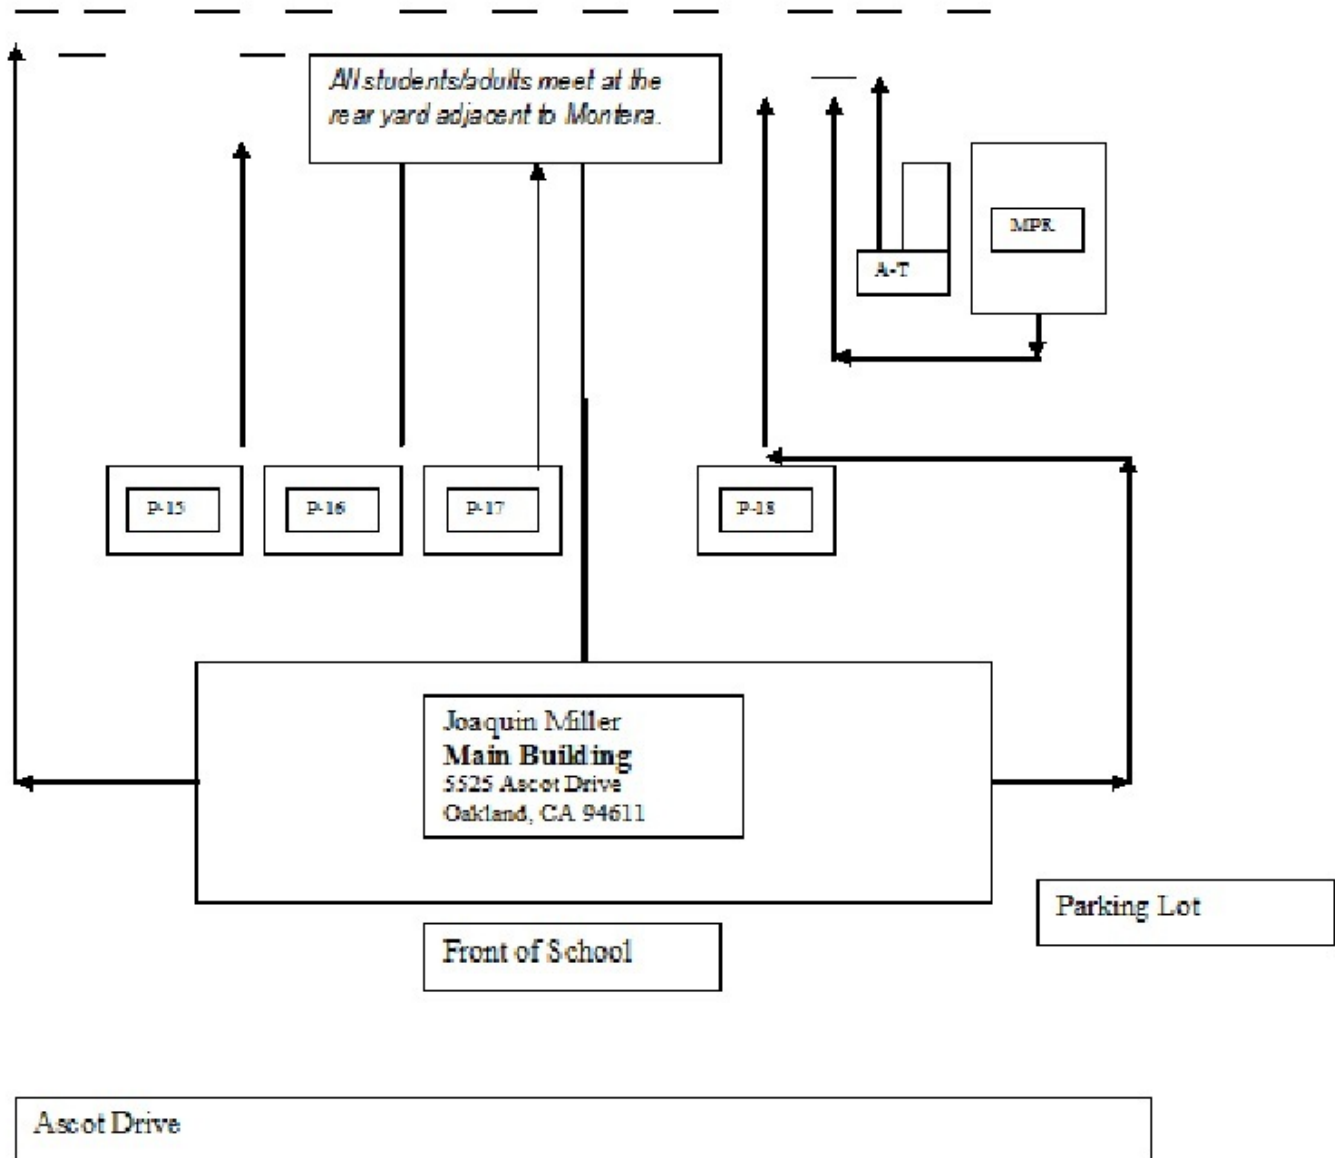 All students/adults meet at the
rear yard adjacent to Montera.
MPR
A-T
P-15
P-16
P-17
P-18
Joaquin Miller
Main Building
5525 Ascot Drive
Oakland, CA 94611
Parking Lot
Front of School
Ascot Drive